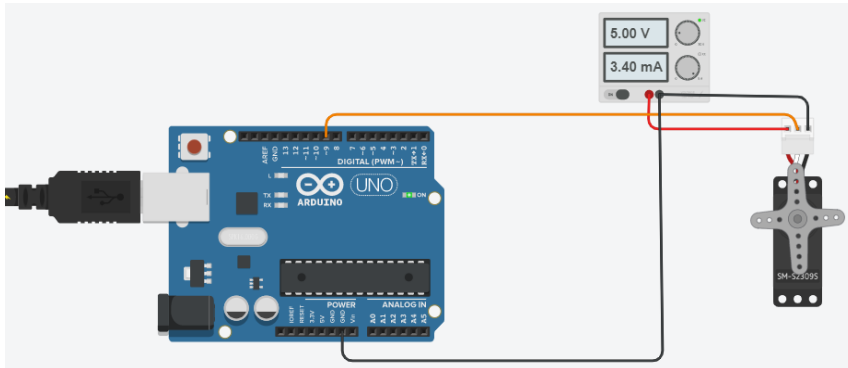 5.00 V
3.40 mA
AREF
GND
13
12
~11
~10
~9
8
7
~6
~5
4
~3
2
TX→1
RX←0
DIGITAL (PWM~)
L
TX
RX
ARDUINO
UNO
ON
SM-S2309S
POWER
ANALOG IN
IOREF
RESET
3.3V
5V
GND
GND
Vin
A0
A1
A2
A3
A4
A5